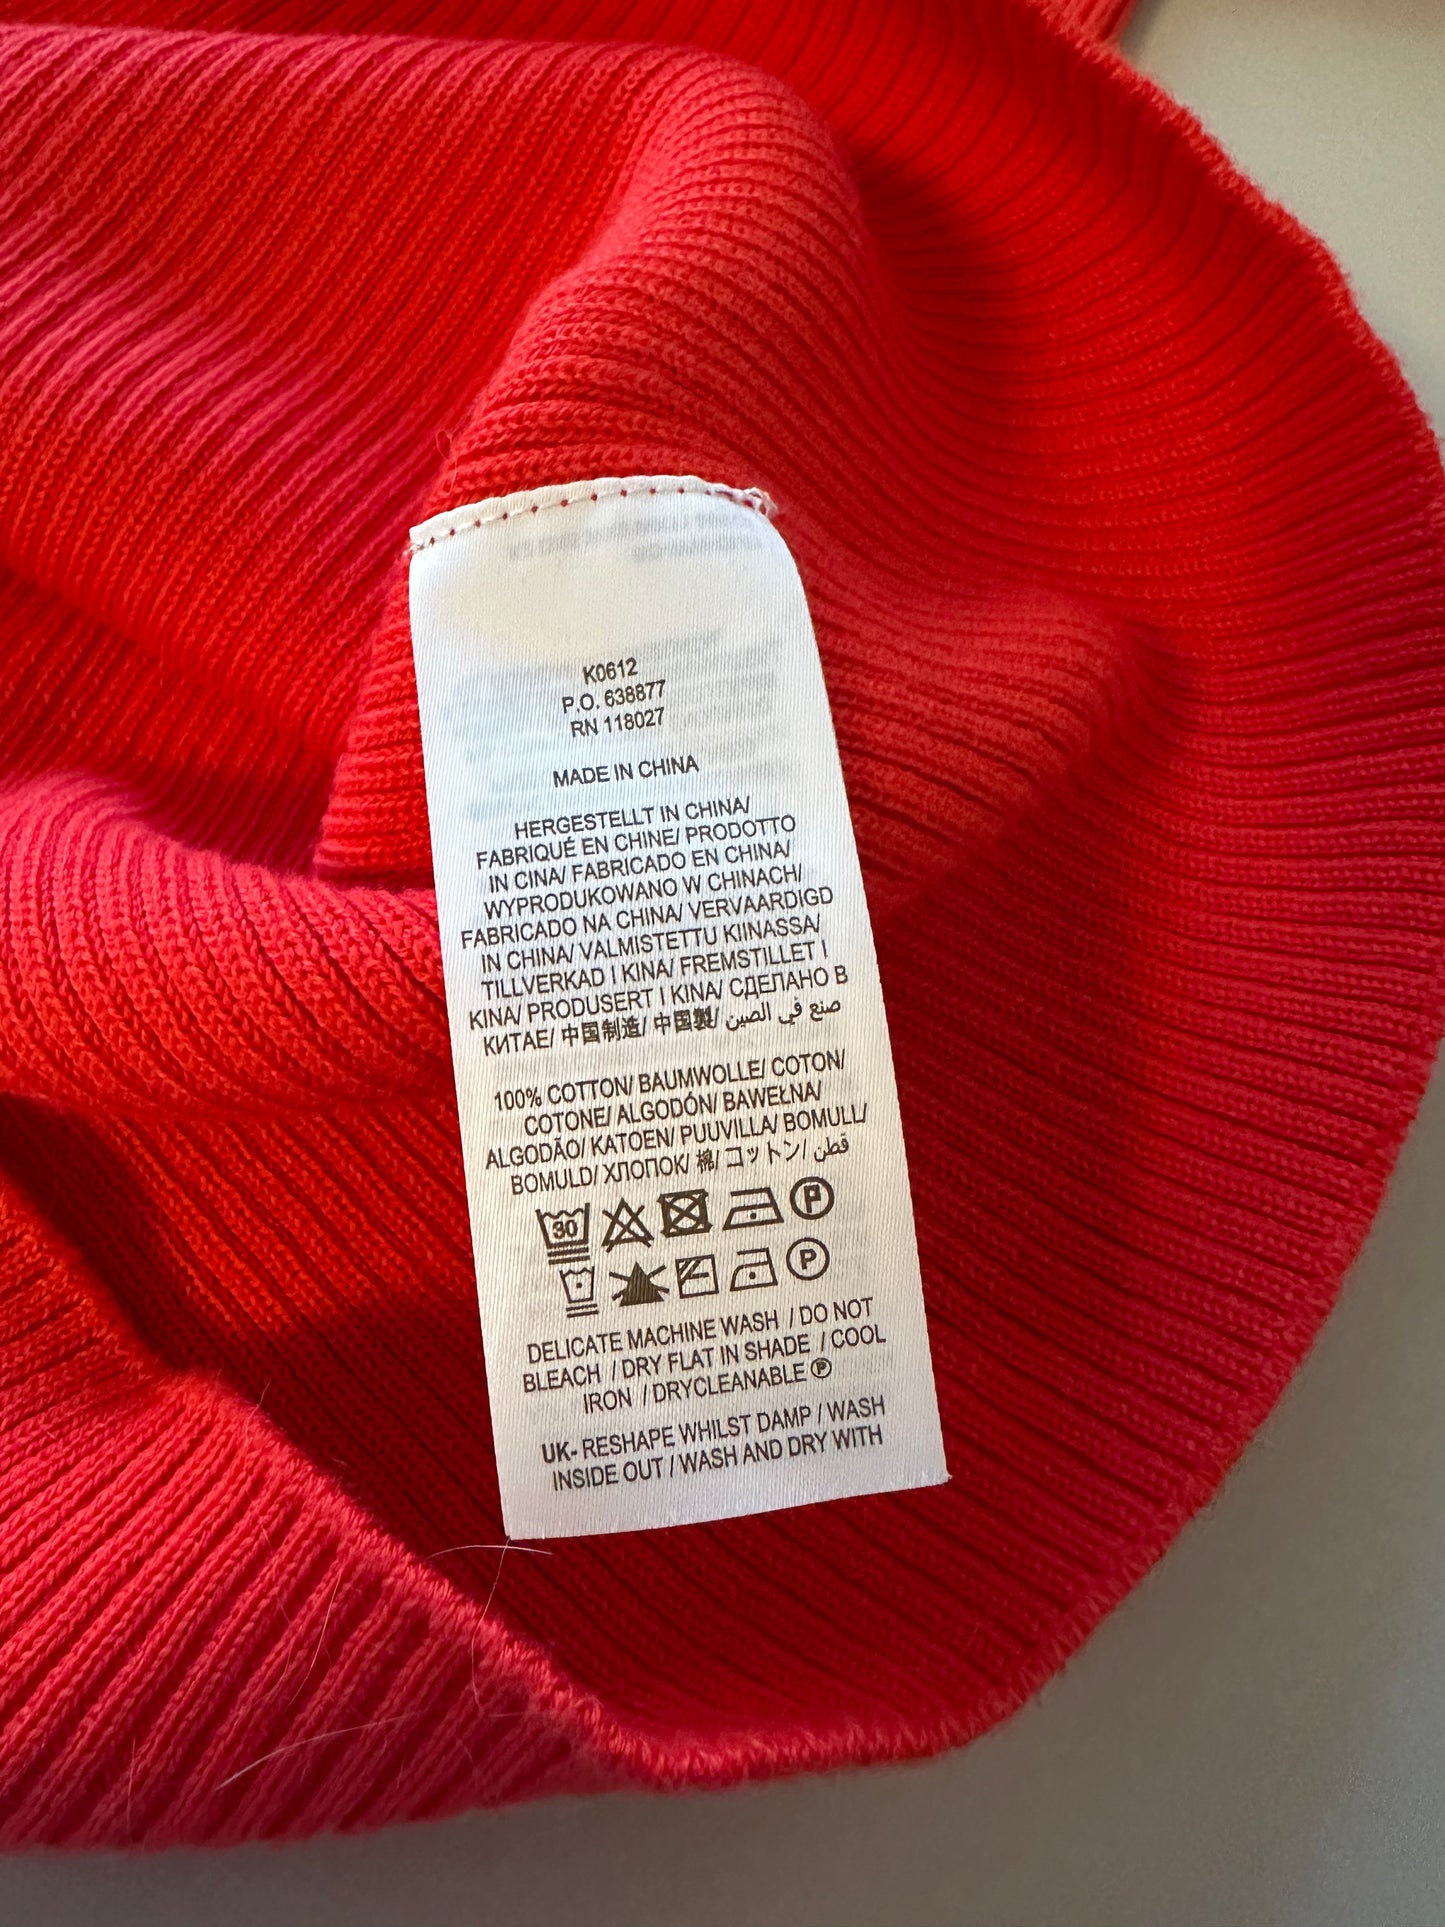 K0612
P.O. 638877
RN 118027
MADE IN CHINA
HERGESTELLT IN CHINA/
FABRIQUÉ EN CHINE/ PRODOTTO
IN CINA/ FABRICADO EN CHINA/
WYPRODUKOWANO W CHINACH/
FABRICADO NA CHINA/ VERVAARDIGD
IN CHINA/ VALMISTETTU KIINASSA/
TILLVERKAD I KINA/ FREMSTILLET I
KINA/ PRODUSERT I KINA/ СДЕЛАНО В
КИТАЕ/ 中国制造/ 中國製/ صنع في الصين
100% COTTON/ BAUMWOLLE/ COTON/
COTONE/ ALGODÓN/ BAWEŁNA/
ALGODÃO/ KATOEN/ PUUVILLA/ BOMULL/
BOMULD/ ХЛОПОК/ 棉/ コットン/ قطن
30 P
P
DELICATE MACHINE WASH / DO NOT
BLEACH / DRY FLAT IN SHADE / COOL
IRON / DRYCLEANABLE Ⓟ
UK- RESHAPE WHILST DAMP / WASH
INSIDE OUT / WASH AND DRY WITH